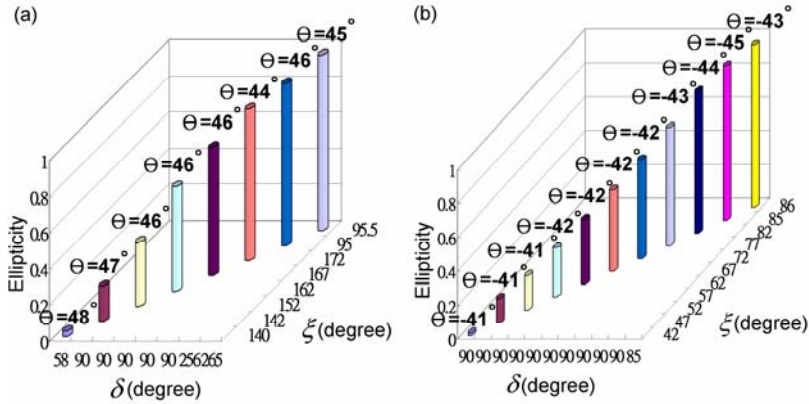 (a)
Θ=45°
Θ=46°
Θ=44°
Θ=46°
Θ=46°
Θ=46°
Θ=47°
Θ=48°
Ellipticity
1
0.8
0.6
0.4
0.2
0
58 90 90 90 90 90 256 265
δ(degree)
95.5
95
172
167
162
152
142
140
ξ(degree)
(b)
Θ=-43°
Θ=-45°
Θ=-44°
Θ=-43°
Θ=-42°
Θ=-42°
Θ=-42°
Θ=-42°
Θ=-41°
Θ=-41°
Θ=-41°
Ellipticity
1
0.8
0.6
0.4
0.2
0
90 90 90 90 90 90 90 90 90 90 85
δ(degree)
86
85
82
77
72
67
62
57
52
47
42
ξ(degree)